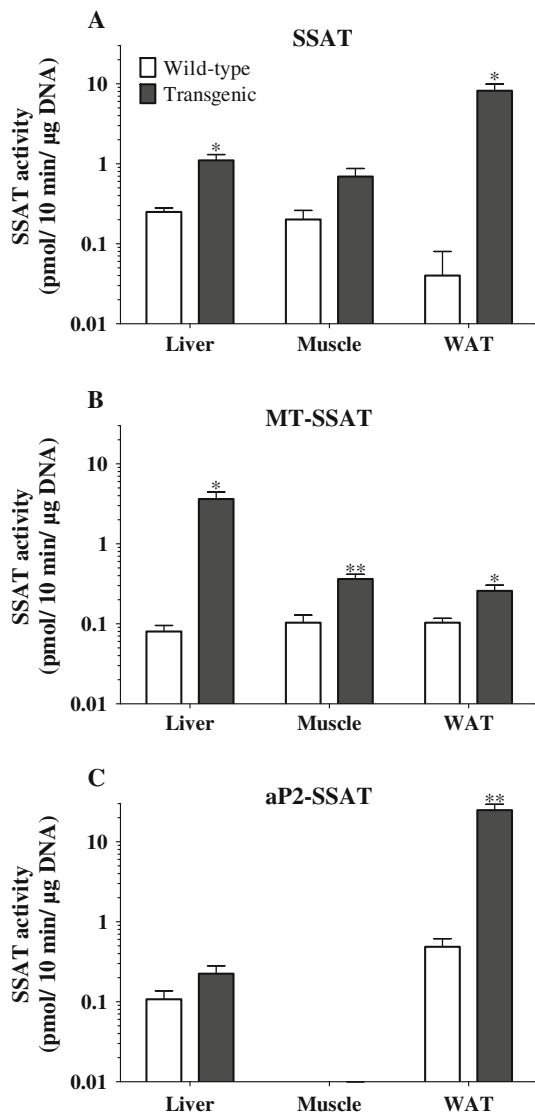 A
SSAT
Wild-type
Transgenic
SSAT activity
(pmol/ 10 min/ µg DNA)
10
1
0.1
0.01
*
*
Liver Muscle WAT
B
MT-SSAT
SSAT activity
(pmol/ 10 min/ µg DNA)
10
1
0.1
0.01
*
**
*
Liver Muscle WAT
C
aP2-SSAT
SSAT activity
(pmol/ 10 min/ µg DNA)
10
1
0.1
0.01
**
Liver Muscle WAT